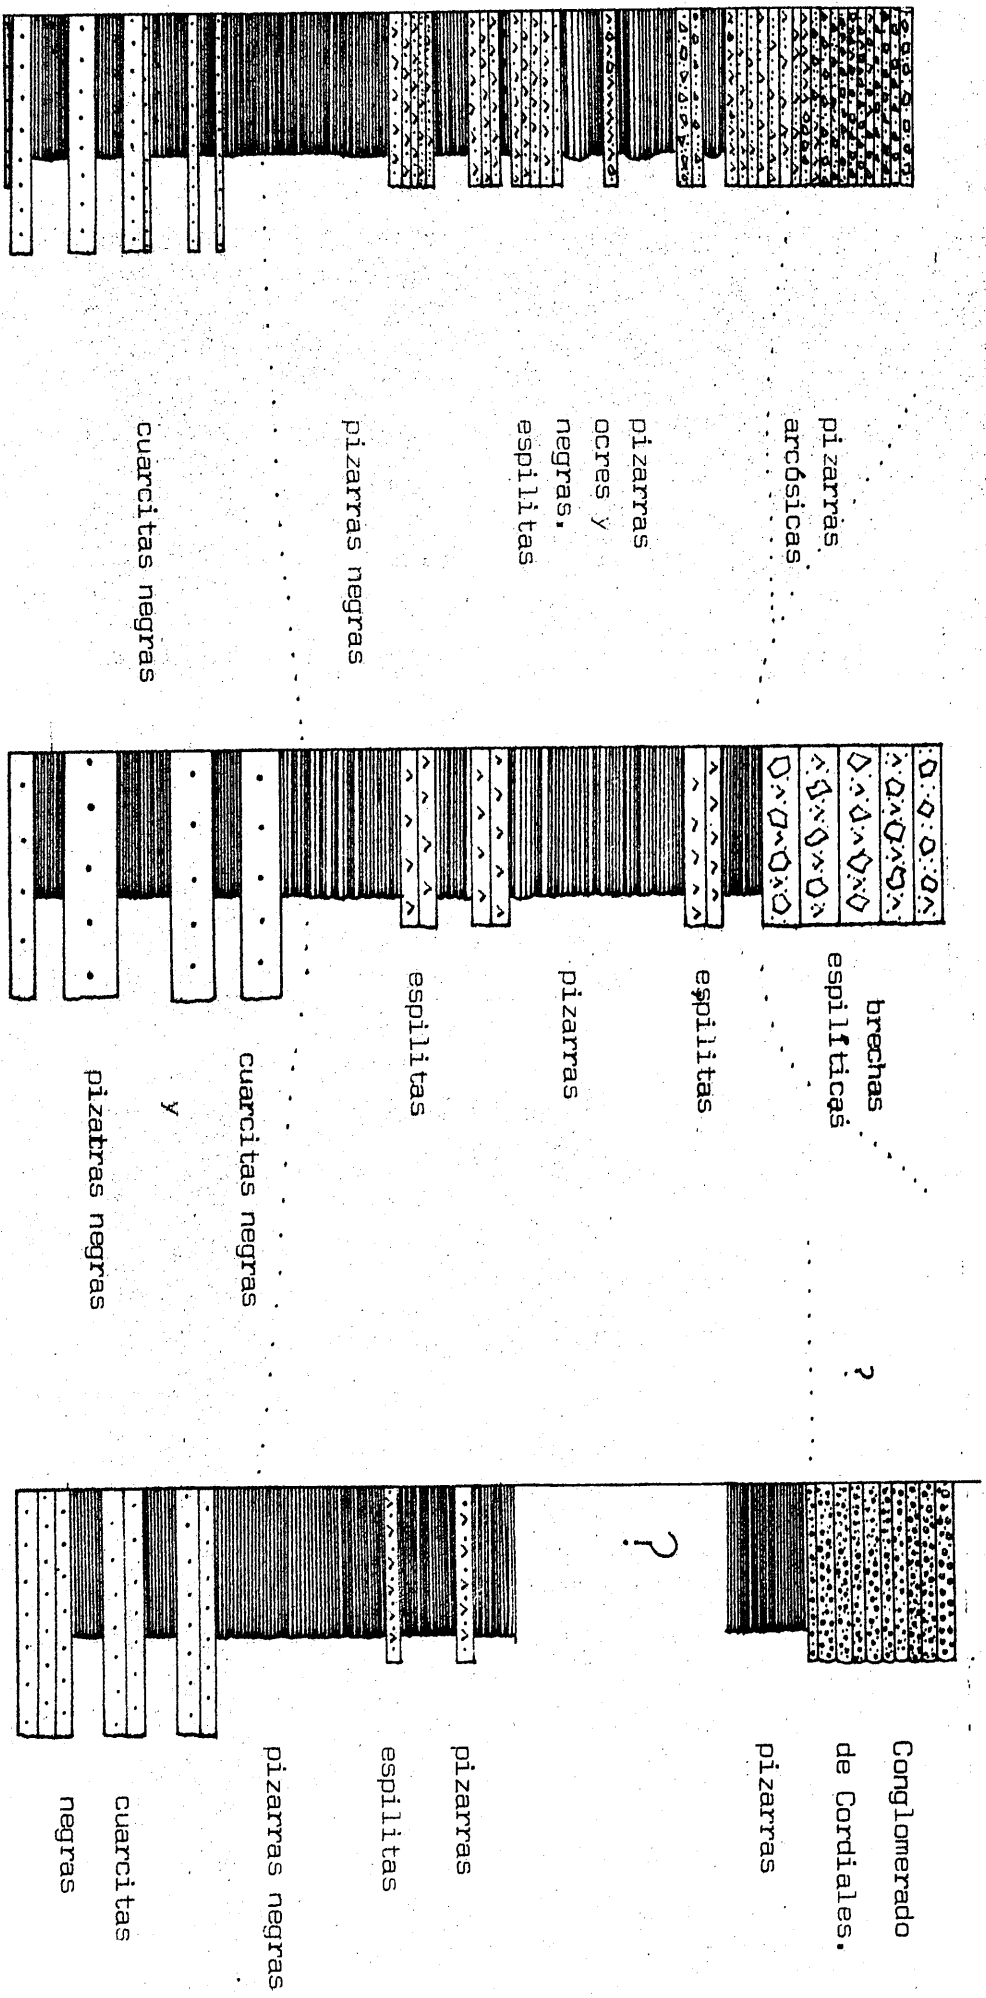 pizarras
arcósicas
pizarras
ocres y
negras.
espilitas
pizarras negras
cuarcitas negras
brechas
espilíticas
espilitas
pizarras
espilitas
cuarcitas negras
y
pizarras negras
?
Conglomerado
de Cordiales.
pizarras
?
pizarras
espilitas
pizarras negras
cuarcitas
negras